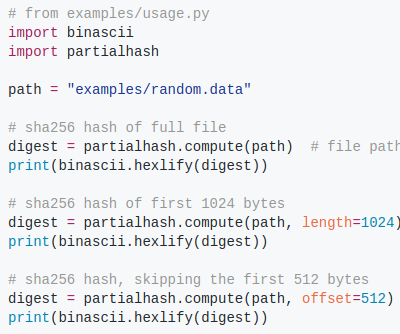 # from examples/usage.py
import binascii
import partialhash

path = "examples/random.data"

# sha256 hash of full file
digest = partialhash.compute(path)  # file path
print(binascii.hexlify(digest))

# sha256 hash of first 1024 bytes
digest = partialhash.compute(path, length=1024)
print(binascii.hexlify(digest))

# sha256 hash, skipping the first 512 bytes
digest = partialhash.compute(path, offset=512)
print(binascii.hexlify(digest))